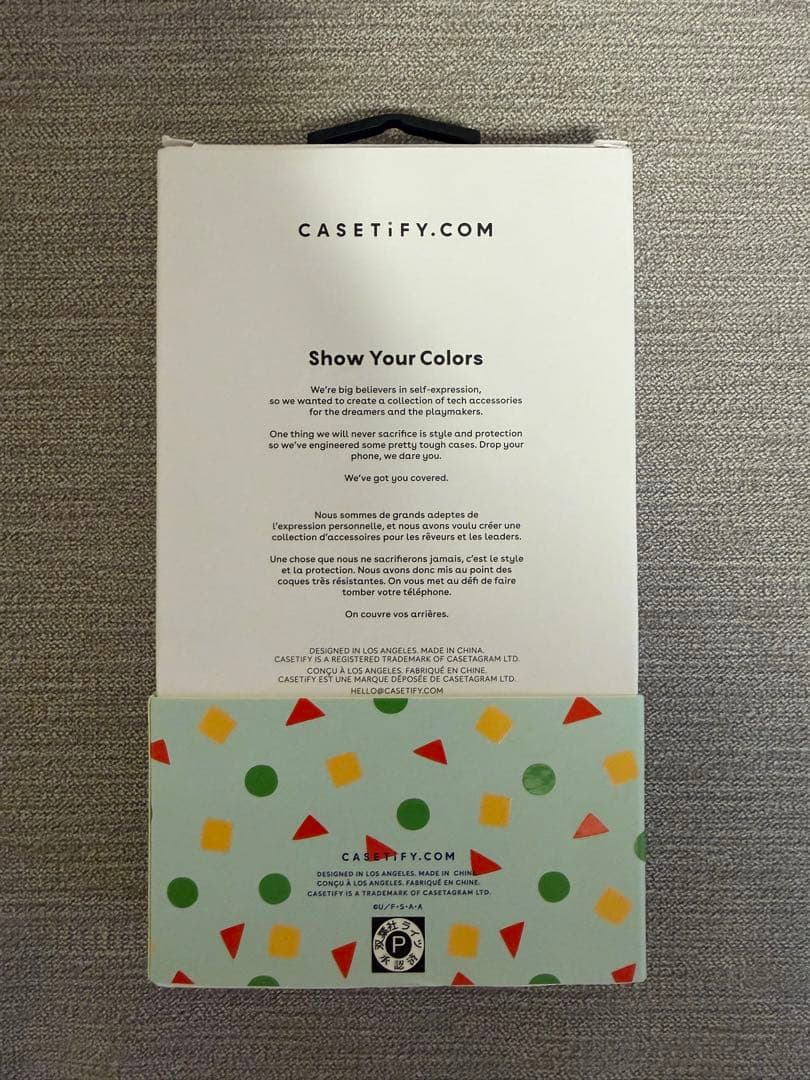 CASETiFY.COM
Show Your Colors
We're big believers in self-expression,
so we wanted to create a collection of tech accessories
for the dreamers and the playmakers.
One thing we will never sacrifice is style and protection
so we've engineered some pretty tough cases. Drop your
phone, we dare you.
We've got you covered.
Nous sommes de grands adeptes de
l'expression personnelle, et nous avons voulu créer une
collection d'accessoires pour les rêveurs et les leaders.
Une chose que nous ne sacrifierons jamais, c'est le style
et la protection. Nous avons donc mis au point des
coques très résistantes. On vous met au défi de faire
tomber votre téléphone.
On couvre vos arrières.
DESIGNED IN LOS ANGELES. MADE IN CHINA.
CASETiFY IS A REGISTERED TRADEMARK OF CASETAGRAM LTD.
CONÇU À LOS ANGELES. FABRIQUÉ EN CHINE.
CASETiFY EST UNE MARQUE DÉPOSÉE DE CASETAGRAM LTD.
HELLO@CASETIFY.COM
CASETiFY.COM
DESIGNED IN LOS ANGELES. MADE IN CHINA.
CONÇU À LOS ANGELES. FABRIQUÉ EN CHINE.
CASETiFY IS A TRADEMARK OF CASETAGRAM LTD.
©U/F・S・A・A
双葉社ライツ承認
P